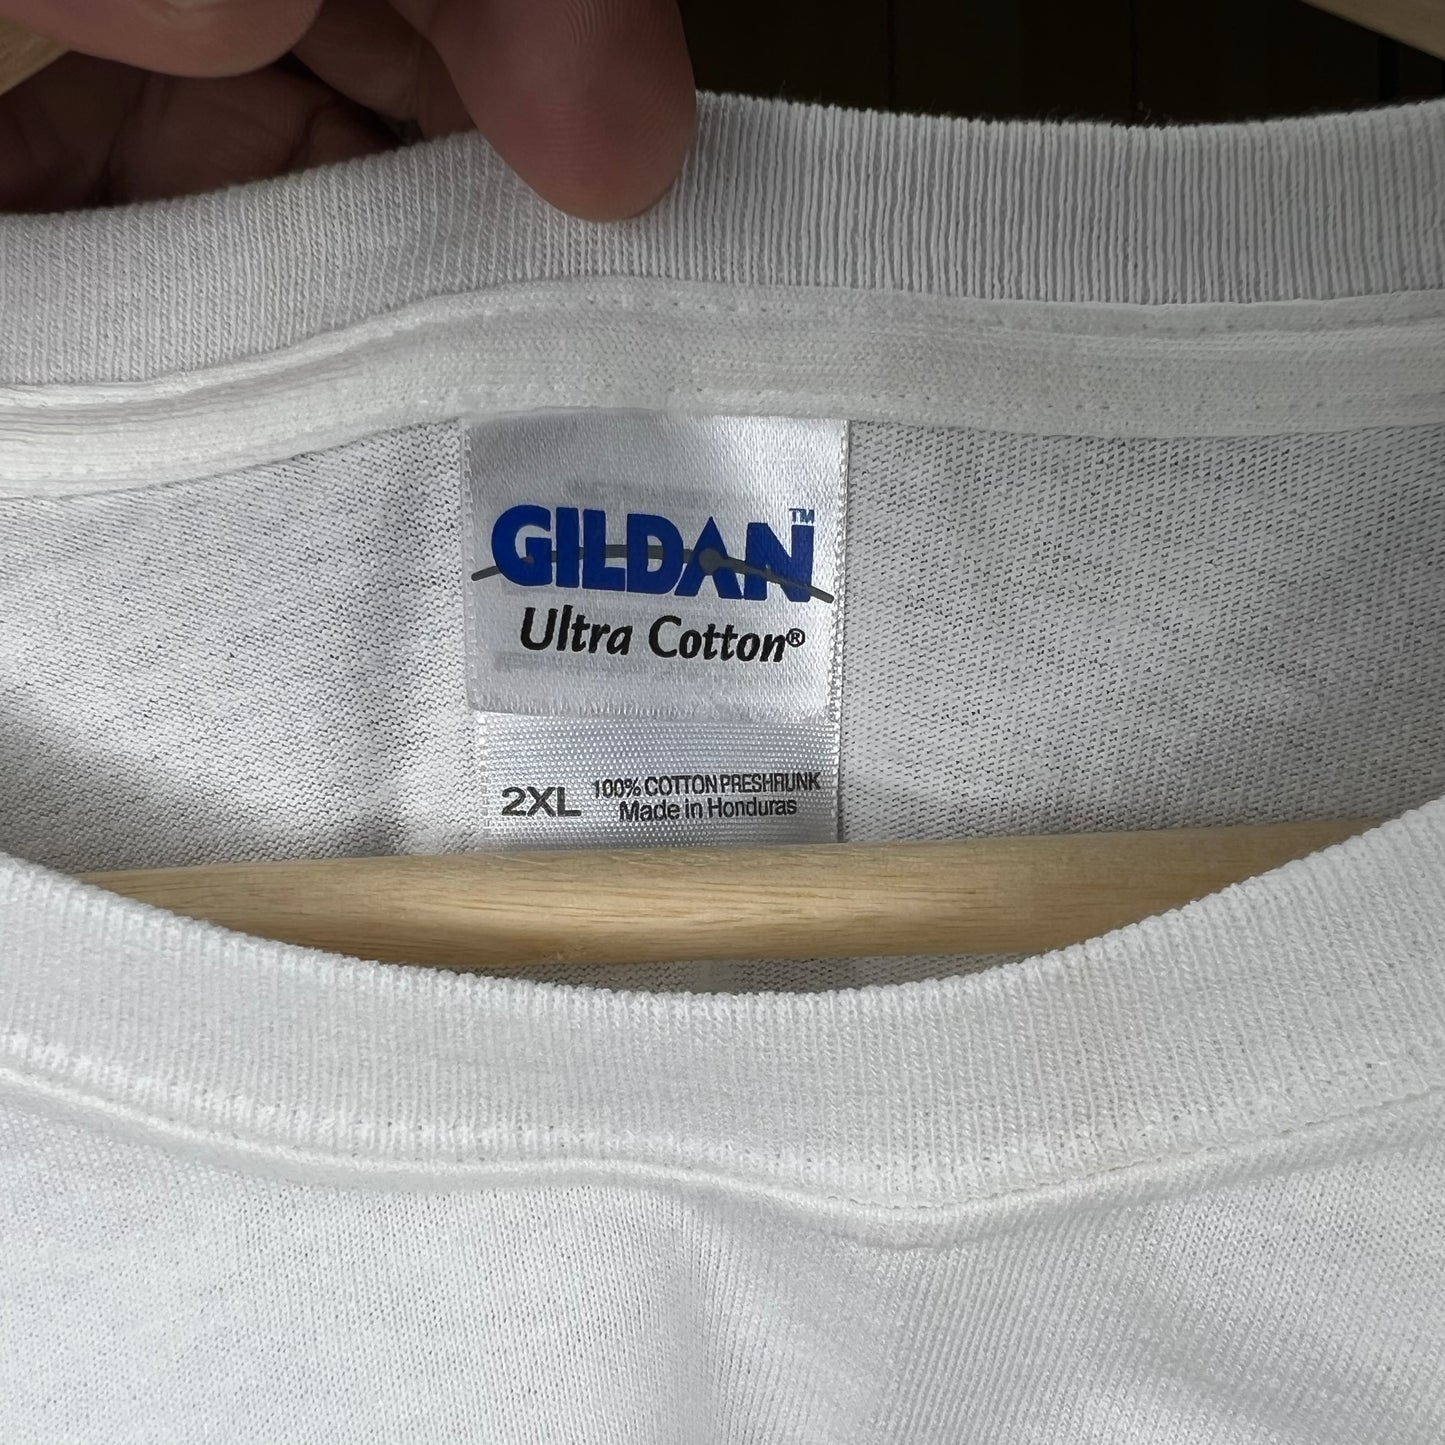 GILDAN™
Ultra Cotton®
2XL 100% COTTON PRESHRUNK
Made in Honduras